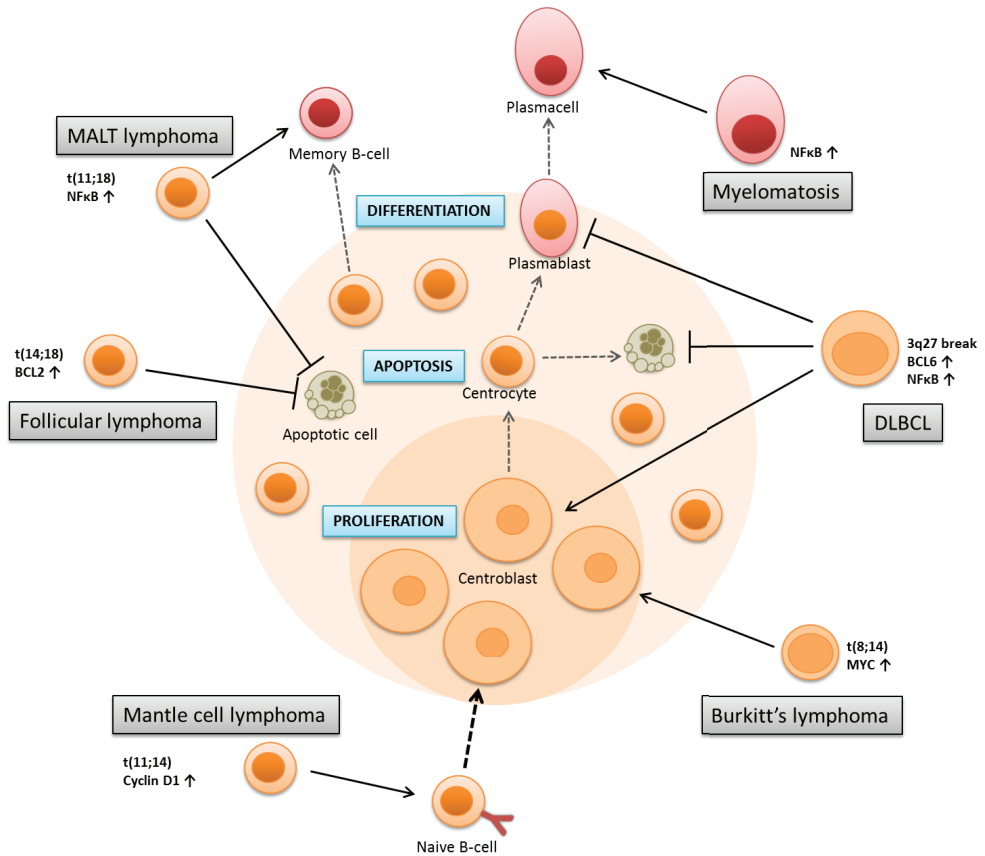 Plasmacell
MALT lymphoma
Memory B-cell
t(11;18)
NFκB ↑
NFκB ↑
Myelomatosis
DIFFERENTIATION
Plasmablast
t(14;18)
BCL2 ↑
Follicular lymphoma
APOPTOSIS
Centrocyte
Apoptotic cell
3q27 break
BCL6 ↑
NFκB ↑
DLBCL
PROLIFERATION
Centroblast
t(8;14)
MYC ↑
Burkitt’s lymphoma
Mantle cell lymphoma
t(11;14)
Cyclin D1 ↑
Naive B-cell